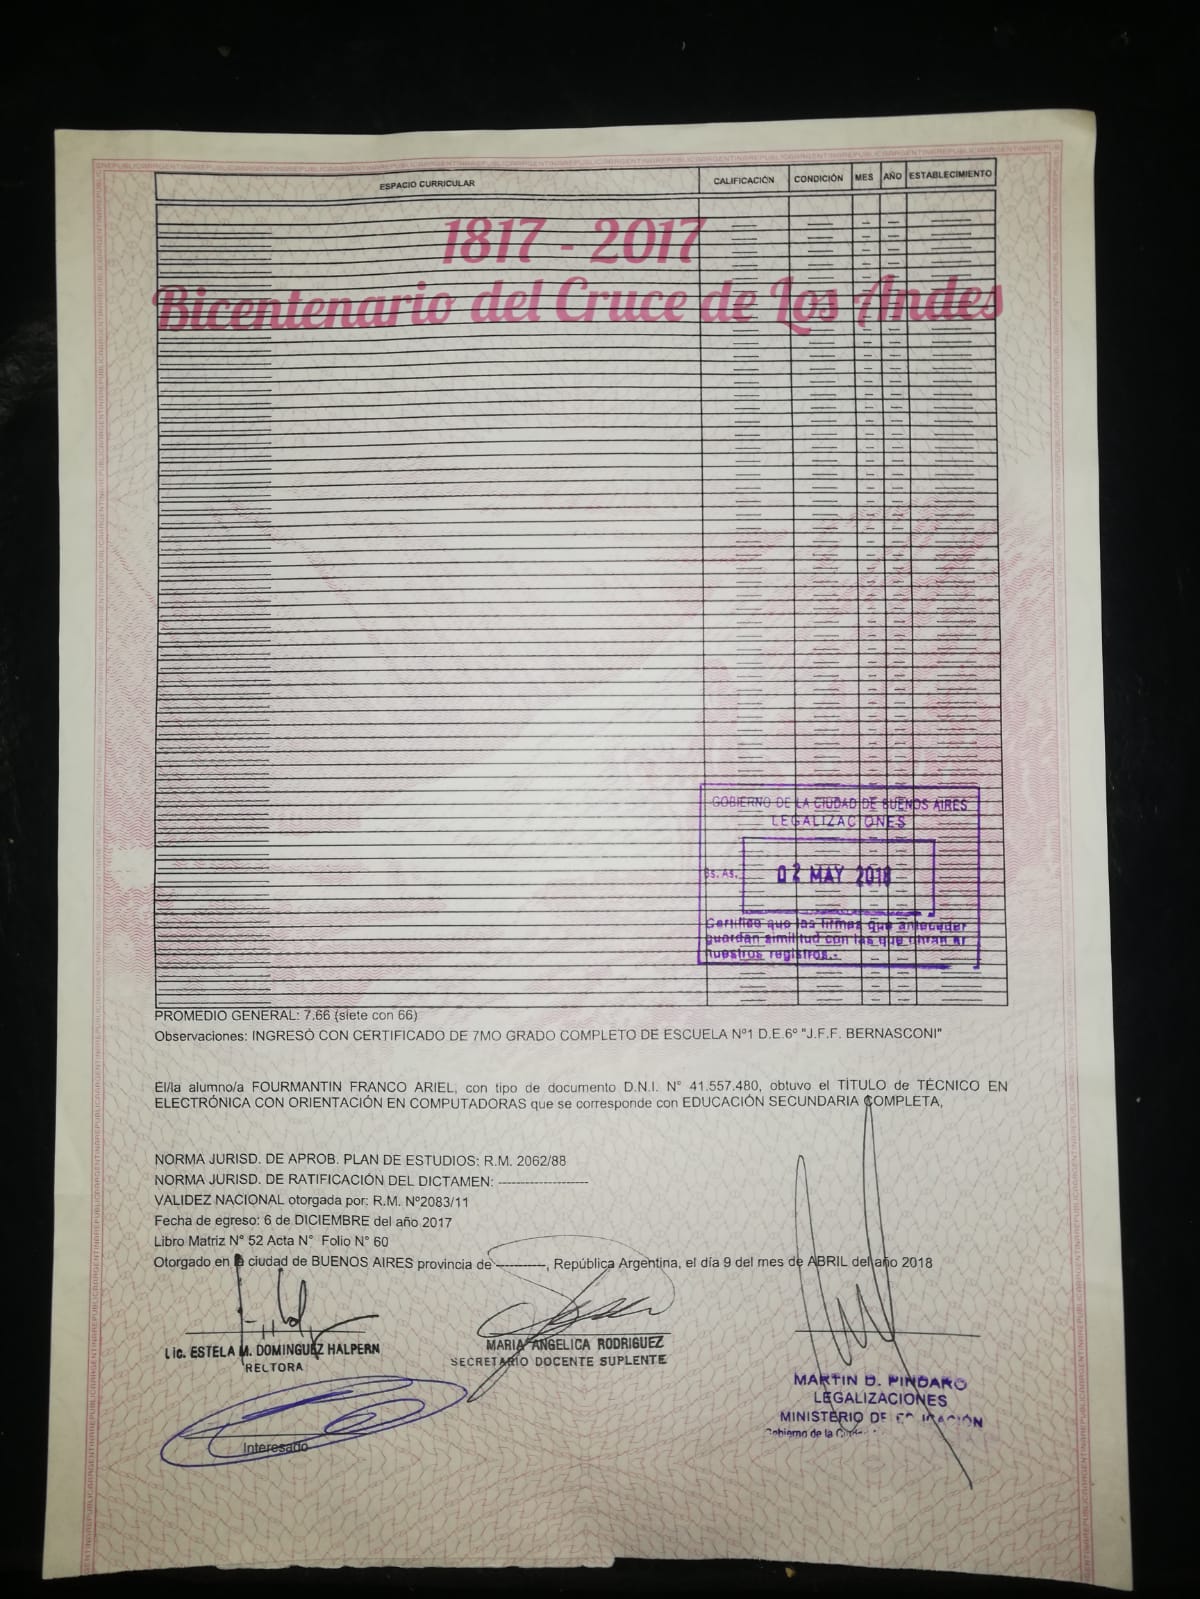 ESPACIO CURRICULAR CALIFICACIÓN CONDICIÓN MES AÑO ESTABLECIMIENTO
1817 - 2017
Bicentenario del Cruce de Los Andes
GOBIERNO DE LA CIUDAD DE BUENOS AIRES
LEGALIZACIONES
Bs. As. 02 MAY 2018
Certifico que las firmas que anteceden
guardan similitud con las que obran en
nuestros registros.-
PROMEDIO GENERAL: 7,66 (siete con 66)
Observaciones: INGRESÓ CON CERTIFICADO DE 7MO GRADO COMPLETO DE ESCUELA Nº1 D.E.6º "J.F.F. BERNASCONI"
El/la alumno/a FOURMANTIN FRANCO ARIEL, con tipo de documento D.N.I. N° 41.557.480, obtuvo el TÍTULO de TÉCNICO EN
ELECTRÓNICA CON ORIENTACIÓN EN COMPUTADORAS que se corresponde con EDUCACIÓN SECUNDARIA COMPLETA,
NORMA JURISD. DE APROB. PLAN DE ESTUDIOS: R.M. 2062/88
NORMA JURISD. DE RATIFICACIÓN DEL DICTAMEN: --------------------
VALIDEZ NACIONAL otorgada por: R.M. Nº2083/11
Fecha de egreso: 6 de DICIEMBRE del año 2017
Libro Matriz N° 52 Acta N° Folio N° 60
Otorgado en la ciudad de BUENOS AIRES provincia de -----------, República Argentina, el día 9 del mes de ABRIL del año 2018
Lic. ESTELA M. DOMINGUEZ HALPERN
RECTORA
MARIA ANGELICA RODRIGUEZ
SECRETARIO DOCENTE SUPLENTE
MARTIN D. PINDARO
LEGALIZACIONES
MINISTERIO DE EDUCACIÓN
Gobierno de la
Interesado